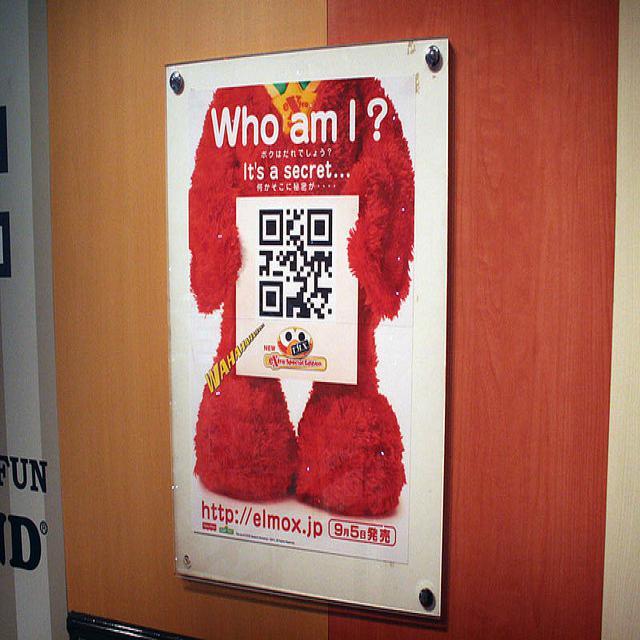 Who am I ?
ボクはだれでしょう?
It's a secret...
何かそこに秘密が・・・・
NEW
TMX
eXtra Special Edition
http://elmox.jp
9月5日発売
FUN
ND®